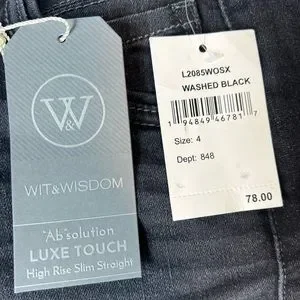 W&
WIT&WISDOM
"Ab"solution
LUXE TOUCH
High Rise Slim Straight
L2085WOSX
WASHED BLACK
1 94849 46781 7
Size: 4
Dept: 848
78.00